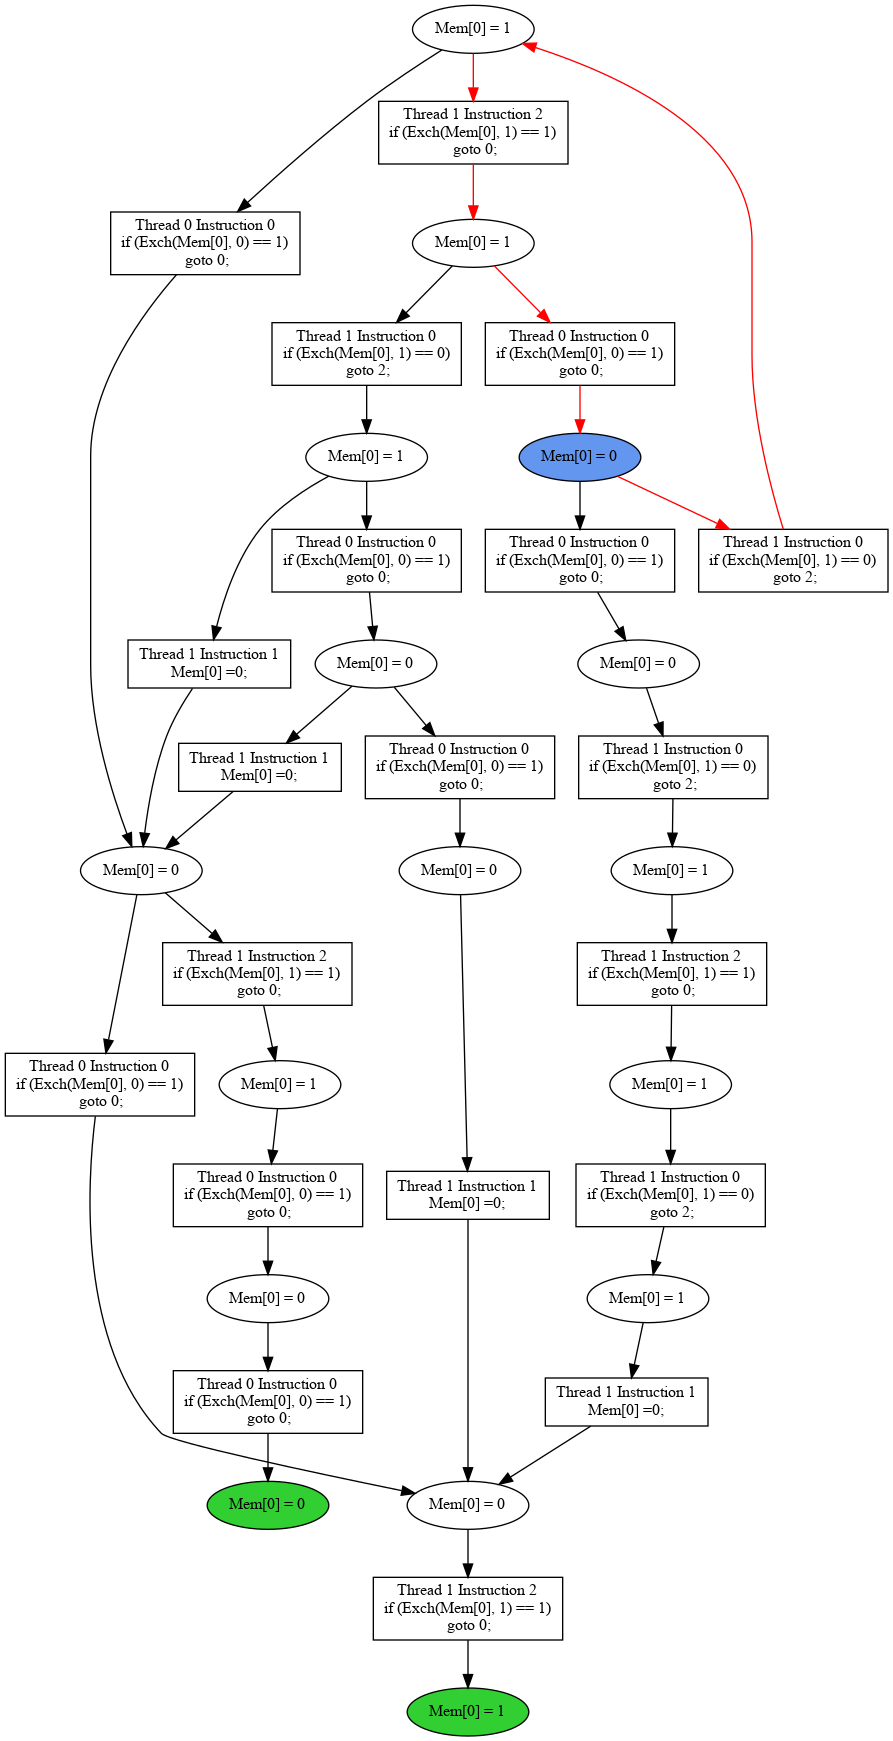 Mem[0] = 1
Thread 1 Instruction 2
if (Exch(Mem[0], 1) == 1)
goto 0;
Thread 0 Instruction 0
if (Exch(Mem[0], 0) == 1)
goto 0;
Mem[0] = 1
Thread 1 Instruction 0
if (Exch(Mem[0], 1) == 0)
goto 2;
Thread 0 Instruction 0
if (Exch(Mem[0], 0) == 1)
goto 0;
Mem[0] = 1
Mem[0] = 0
Thread 0 Instruction 0
if (Exch(Mem[0], 0) == 1)
goto 0;
Thread 0 Instruction 0
if (Exch(Mem[0], 0) == 1)
goto 0;
Thread 1 Instruction 0
if (Exch(Mem[0], 1) == 0)
goto 2;
Thread 1 Instruction 1
Mem[0] =0;
Mem[0] = 0
Mem[0] = 0
Thread 1 Instruction 1
Mem[0] =0;
Thread 0 Instruction 0
if (Exch(Mem[0], 0) == 1)
goto 0;
Thread 1 Instruction 0
if (Exch(Mem[0], 1) == 0)
goto 2;
Mem[0] = 0
Mem[0] = 0
Mem[0] = 1
Thread 1 Instruction 2
if (Exch(Mem[0], 1) == 1)
goto 0;
Thread 1 Instruction 2
if (Exch(Mem[0], 1) == 1)
goto 0;
Thread 0 Instruction 0
if (Exch(Mem[0], 0) == 1)
goto 0;
Mem[0] = 1
Mem[0] = 1
Thread 0 Instruction 0
if (Exch(Mem[0], 0) == 1)
goto 0;
Thread 1 Instruction 1
Mem[0] =0;
Thread 1 Instruction 0
if (Exch(Mem[0], 1) == 0)
goto 2;
Mem[0] = 0
Mem[0] = 1
Thread 0 Instruction 0
if (Exch(Mem[0], 0) == 1)
goto 0;
Thread 1 Instruction 1
Mem[0] =0;
Mem[0] = 0
Mem[0] = 0
Thread 1 Instruction 2
if (Exch(Mem[0], 1) == 1)
goto 0;
Mem[0] = 1